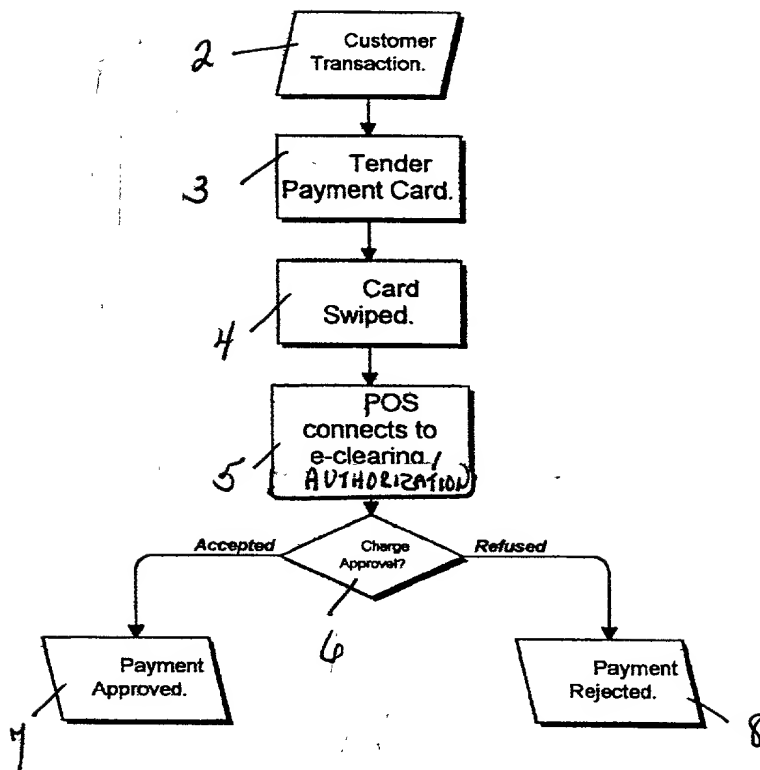 2
Customer
Transaction.
3
Tender
Payment Card.
4
Card
Swiped.
5
POS
connects to
e-clearing/
AUTHORIZATION
Accepted
Charge
Approvel?
Refused
6
Payment
Approved.
7
Payment
Rejected.
8